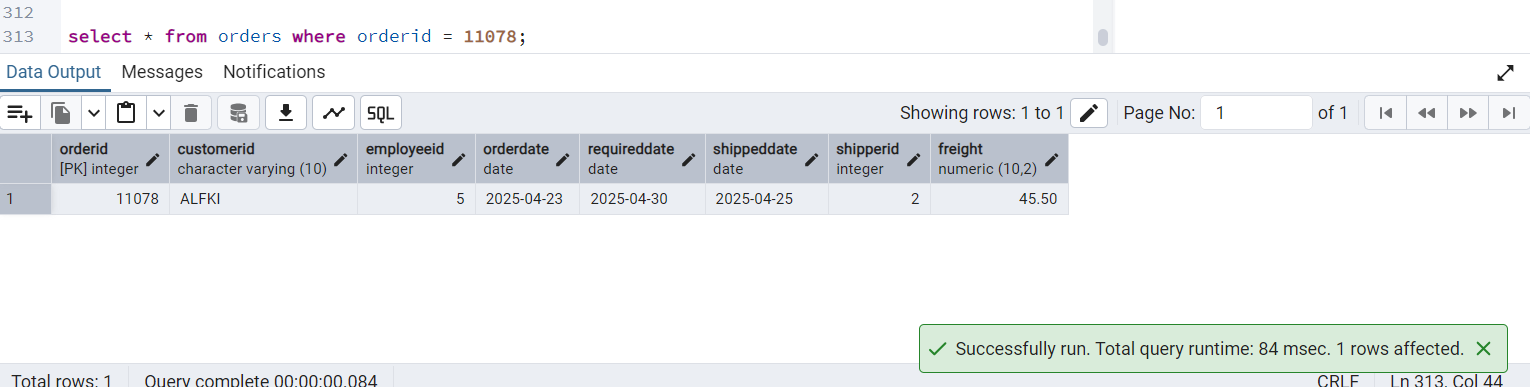 312
313 select * from orders where orderid = 11078;
Data Output Messages Notifications
SQL Showing rows: 1 to 1 Page No: 1 of 1
orderid customerid employeeid orderdate requireddate shippeddate shipperid freight
[PK] integer character varying (10) integer date date date integer numeric (10,2)
1 11078 ALFKI 5 2025-04-23 2025-04-30 2025-04-25 2 45.50
Successfully run. Total query runtime: 84 msec. 1 rows affected.
Total rows: 1 Query complete 00:00:00.084 CRLF Ln 313, Col 44